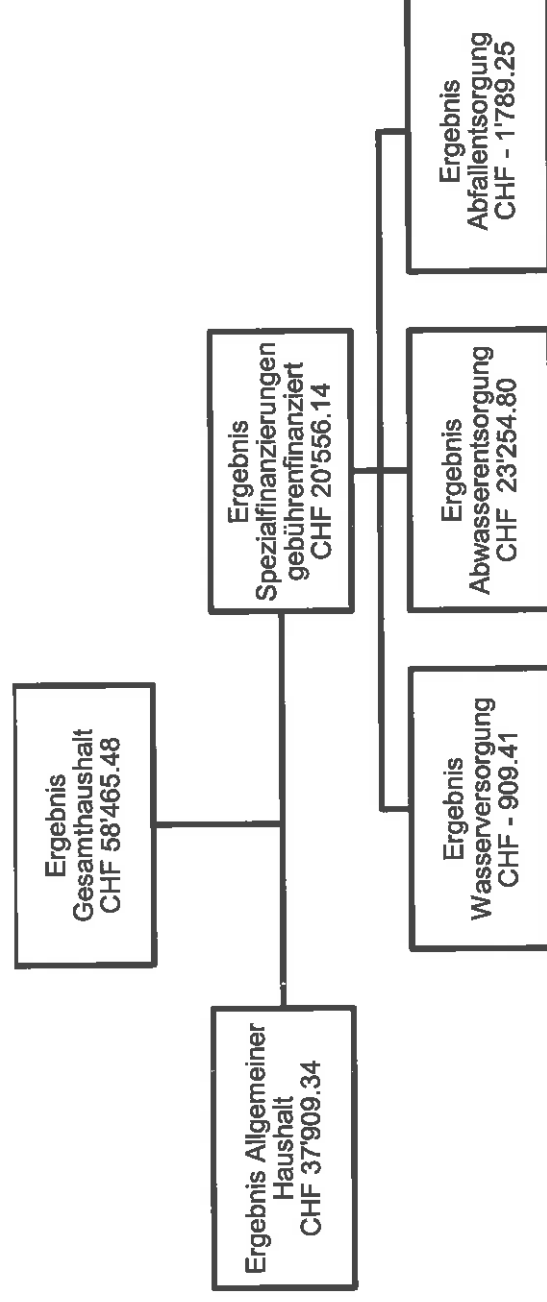 Ergebnis
Gesamthaushalt
CHF 58'465.48
Ergebnis Allgemeiner
Haushalt
CHF 37'909.34
Ergebnis
Spezialfinanzierungen
gebührenfinanziert
CHF 20'556.14
Ergebnis
Wasserversorgung
CHF - 909.41
Ergebnis
Abwasserentsorgung
CHF 23'254.80
Ergebnis
Abfallentsorgung
CHF - 1'789.25